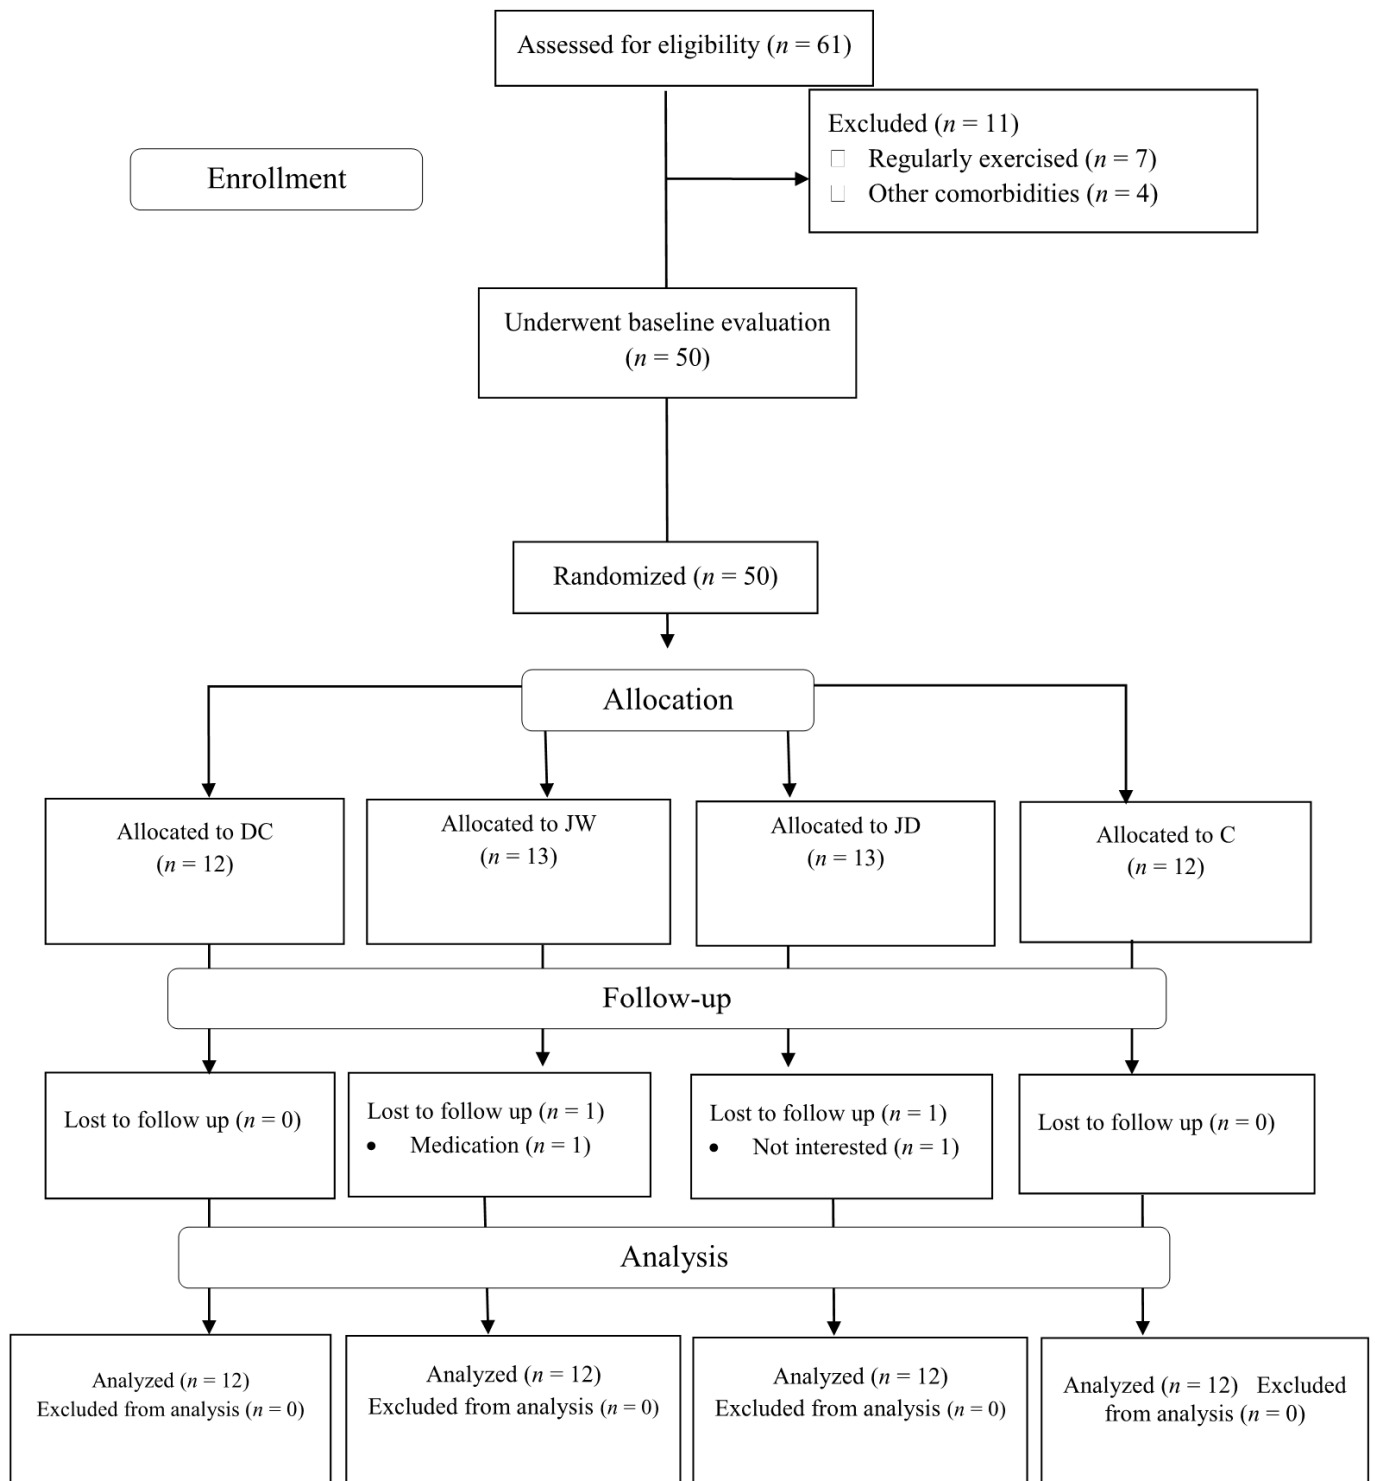 Assessed for eligibility (n = 61)
Excluded (n = 11)
Regularly exercised (n = 7)
Other comorbidities (n = 4)
Enrollment
Underwent baseline evaluation
(n = 50)
Randomized (n = 50)
Allocation
Allocated to DC
(n = 12)
Allocated to JW
(n = 13)
Allocated to JD
(n = 13)
Allocated to C
(n = 12)
Follow-up
Lost to follow up (n = 0)
Lost to follow up (n = 1)
• Medication (n = 1)
Lost to follow up (n = 1)
• Not interested (n = 1)
Lost to follow up (n = 0)
Analysis
Analyzed (n = 12)
Excluded from analysis (n = 0)
Analyzed (n = 12)
Excluded from analysis (n = 0)
Analyzed (n = 12)
Excluded from analysis (n = 0)
Analyzed (n = 12) Excluded
from analysis (n = 0)